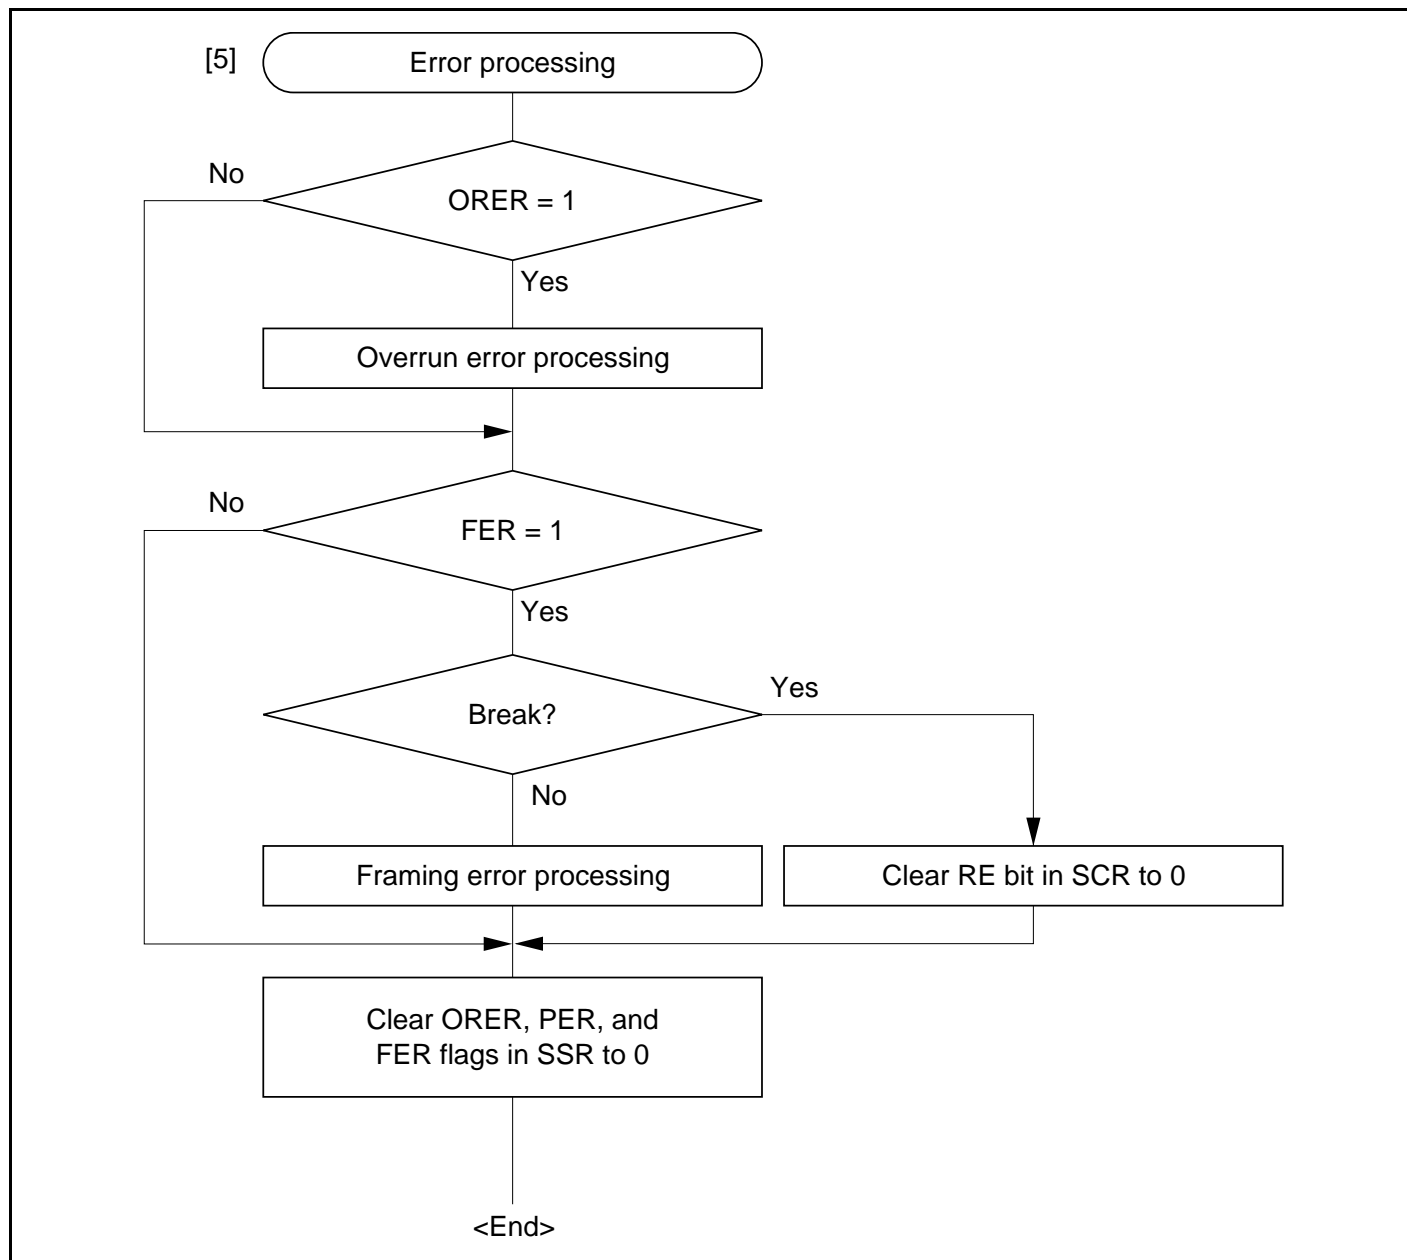 [5] Error processing
No
ORER = 1
Yes
Overrun error processing
No
FER = 1
Yes
Yes
Break?
No
Framing error processing
Clear RE bit in SCR to 0
Clear ORER, PER, and
FER flags in SSR to 0
<End>